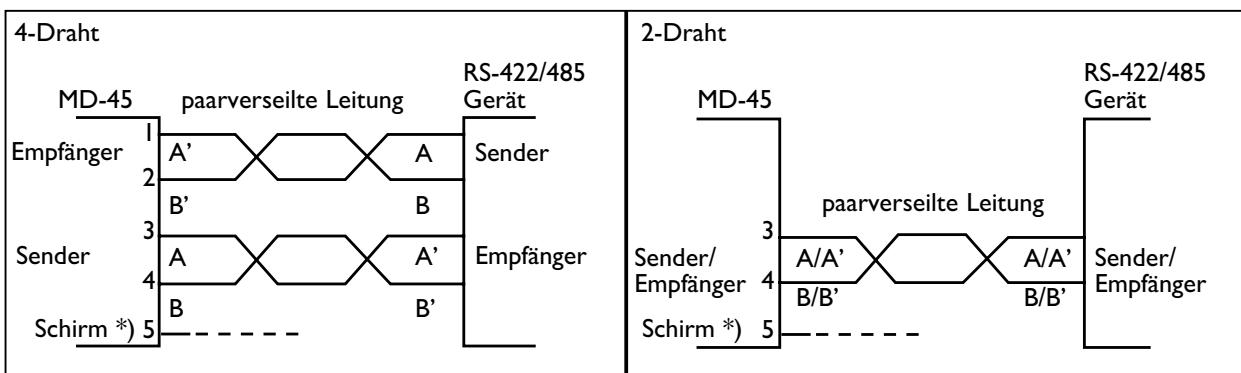 4-Draht
RS-422/485
Gerät
MD-45
paarverseilte Leitung
1
Empfänger
A'
A
Sender
2
B'
B
3
Sender
A
A'
Empfänger
4
B
B'
Schirm *)
5
2-Draht
RS-422/485
Gerät
MD-45
paarverseilte Leitung
3
Sender/
Empfänger
A/A'
A/A'
Sender/
Empfänger
4
B/B'
B/B'
Schirm *)
5